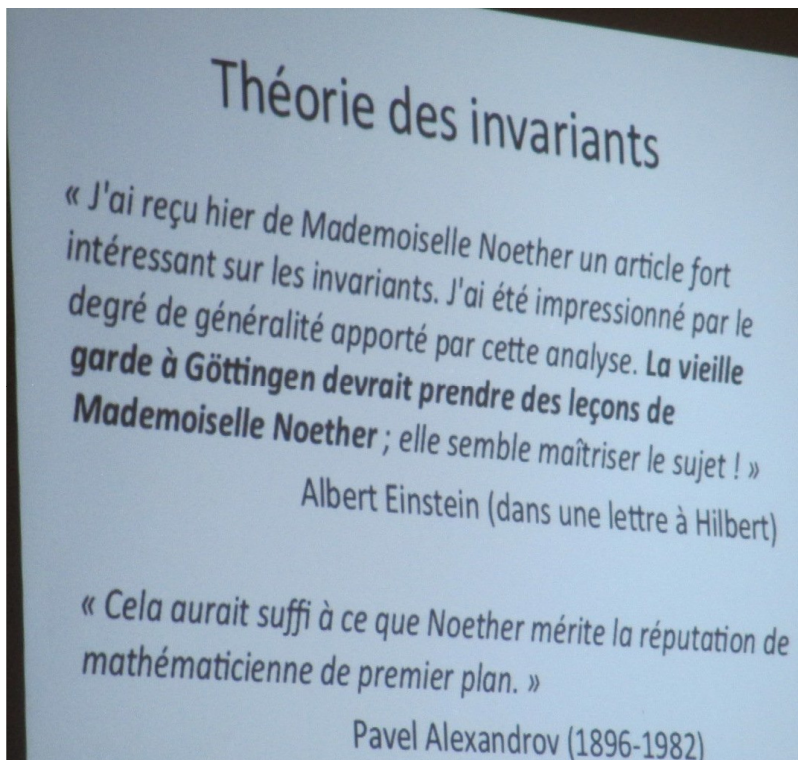 Théorie des invariants
« J'ai reçu hier de Mademoiselle Noether un article fort
intéressant sur les invariants. J'ai été impressionné par le
degré de généralité apporté par cette analyse. La vieille
garde à Göttingen devrait prendre des leçons de
Mademoiselle Noether ; elle semble maîtriser le sujet ! »
Albert Einstein (dans une lettre à Hilbert)
« Cela aurait suffi à ce que Noether mérite la réputation de
mathématicienne de premier plan. »
Pavel Alexandrov (1896-1982)